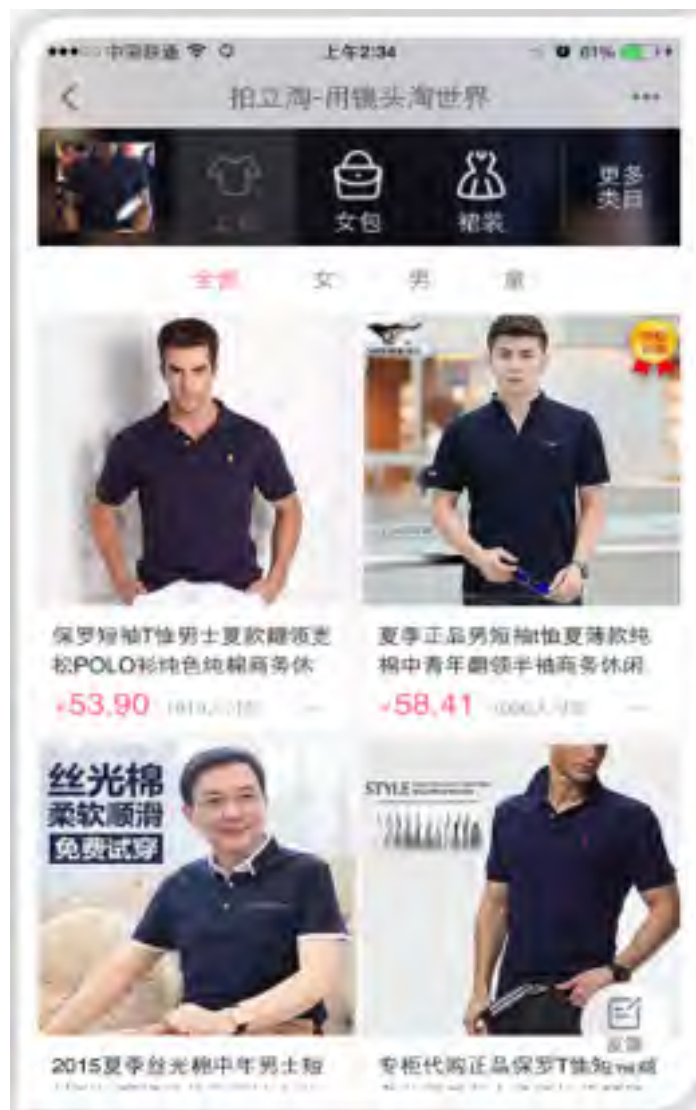 中国联通 上午2:34 61%
拍立淘-用镜头淘世界
女包 裙装 更多
类目
全部 女 男 童
保罗短袖T恤男士夏款翻领宽
松POLO衫纯色纯棉商务休
¥53.90
夏季正品男短袖t恤夏薄款纯
棉中青年翻领半袖商务休闲
¥58.41
丝光棉
柔软顺滑
免费试穿
STYLE
反馈
2015夏季丝光棉中年男士短
专柜代购正品保罗T恤短